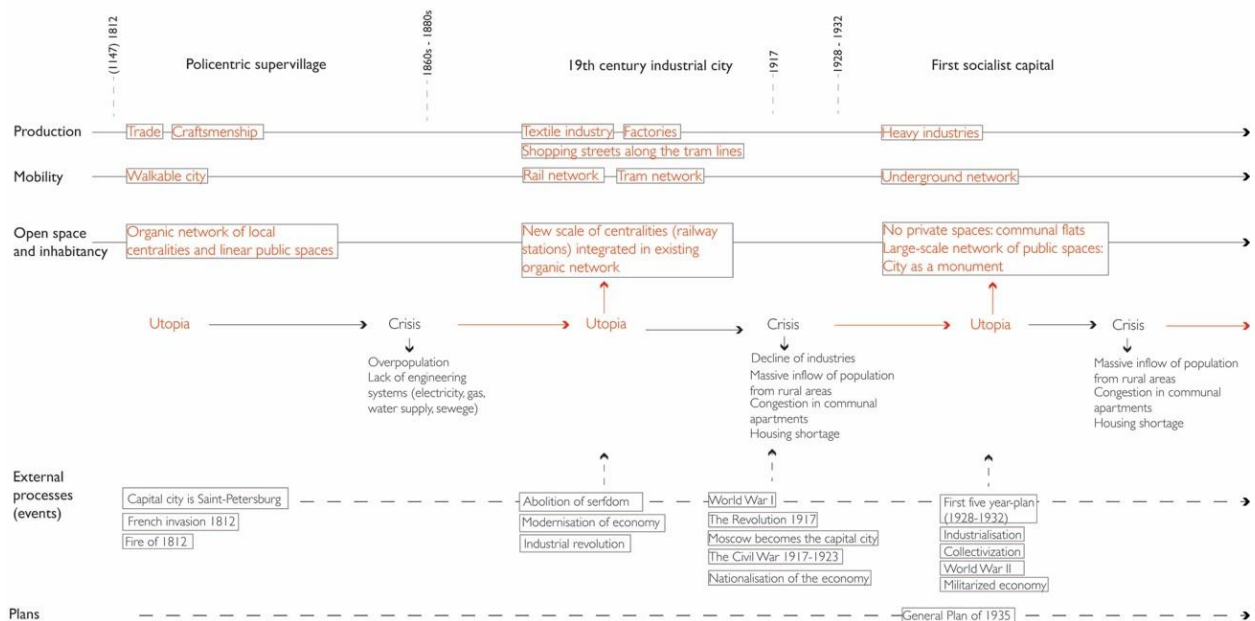 (1147) 1812
Policentric supervillage
1860s - 1880s
19th century industrial city
1917
1928 - 1932
First socialist capital
Production
Trade
Craftsmenship
Textile industry
Factories
Shopping streets along the tram lines
Heavy industries
Mobility
Walkable city
Rail network
Tram network
Underground network
Open space
and inhabitancy
Organic network of local
centralities and linear public spaces
New scale of centralities (railway
stations) integrated in existing
organic network
No private spaces: communal flats
Large-scale network of public spaces:
City as a monument
Utopia
Crisis
Utopia
Crisis
Utopia
Crisis
Overpopulation
Lack of engineering
systems (electricity, gas,
water supply, sewege)
Decline of industries
Massive inflow of population
from rural areas
Congestion in communal
apartments
Housing shortage
Massive inflow of population
from rural areas
Congestion in communal
apartments
Housing shortage
External
processes
(events)
Capital city is Saint-Petersburg
French invasion 1812
Fire of 1812
Abolition of serfdom
Modernisation of economy
Industrial revolution
World War I
The Revolution 1917
Moscow becomes the capital city
The Civil War 1917-1923
Nationalisation of the economy
First five year-plan
(1928-1932)
Industrialisation
Collectivization
World War II
Militarized economy
Plans
General Plan of 1935